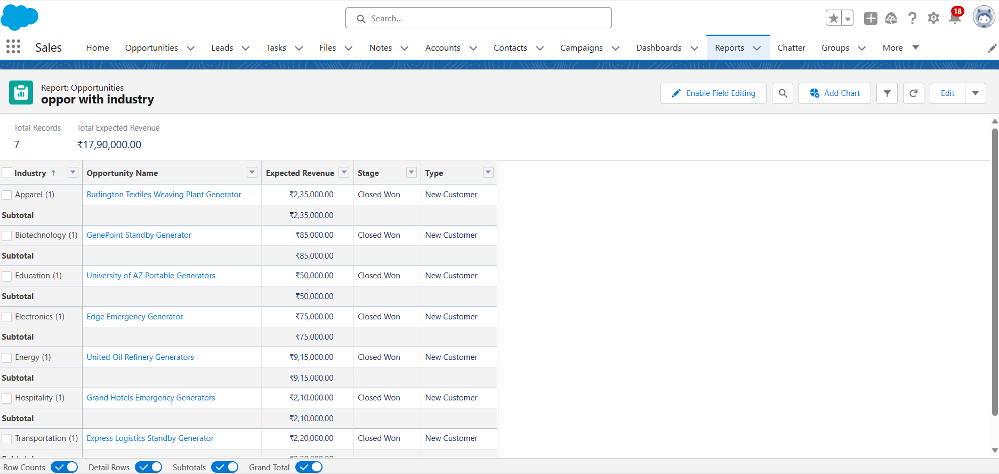 Search...
18
Sales
Home Opportunities Leads Tasks Files Notes Accounts Contacts Campaigns Dashboards Reports Chatter Groups More
Report: Opportunities
oppor with industry
Enable Field Editing Add Chart Edit
Total Records Total Expected Revenue
7 ₹17,90,000.00
Industry ↑ Opportunity Name Expected Revenue Stage Type
Apparel (1) Burlington Textiles Weaving Plant Generator ₹2,35,000.00 Closed Won New Customer
Subtotal ₹2,35,000.00
Biotechnology (1) GenePoint Standby Generator ₹85,000.00 Closed Won New Customer
Subtotal ₹85,000.00
Education (1) University of AZ Portable Generators ₹50,000.00 Closed Won New Customer
Subtotal ₹50,000.00
Electronics (1) Edge Emergency Generator ₹75,000.00 Closed Won New Customer
Subtotal ₹75,000.00
Energy (1) United Oil Refinery Generators ₹9,15,000.00 Closed Won New Customer
Subtotal ₹9,15,000.00
Hospitality (1) Grand Hotels Emergency Generators ₹2,10,000.00 Closed Won New Customer
Subtotal ₹2,10,000.00
Transportation (1) Express Logistics Standby Generator ₹2,20,000.00 Closed Won New Customer
Row Counts Detail Rows Subtotals Grand Total